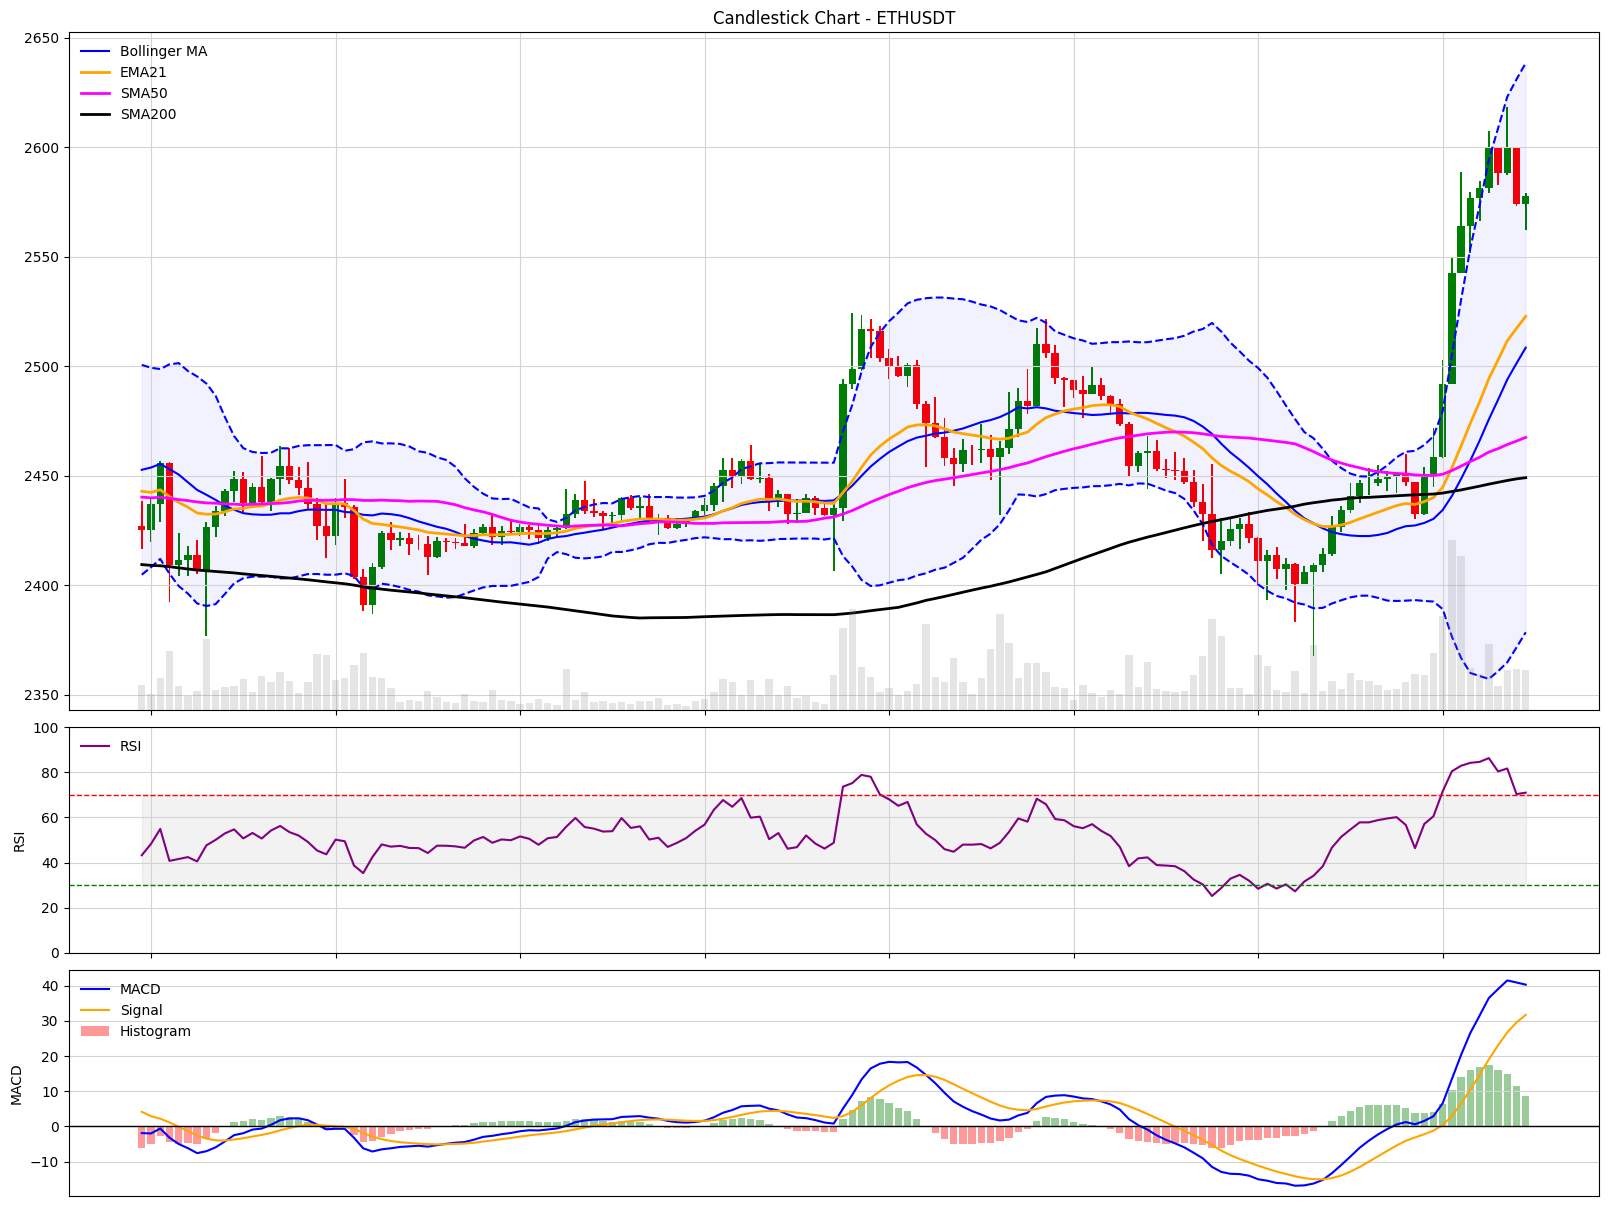 Candlestick Chart - ETHUSDT
2650
2600
2550
2500
2450
2400
2350
Bollinger MA
EMA21
SMA50
SMA200
100
80
60
40
20
0
RSI
RSI
40
30
20
10
0
−10
MACD
MACD
Signal
Histogram